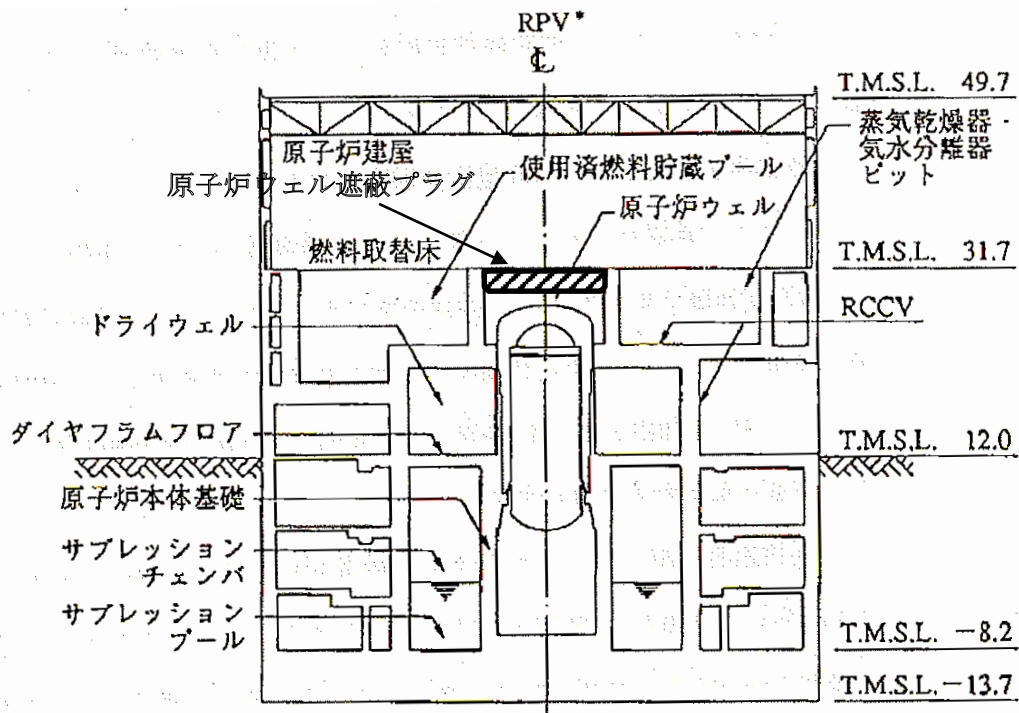 RPV*
℄
T.M.S.L. 49.7
蒸気乾燥器・
気水分離器
ピット
原子炉建屋
使用済燃料貯蔵プール
原子炉ウェル遮蔽プラグ
原子炉ウェル
燃料取替床
T.M.S.L. 31.7
ドライウェル
RCCV
ダイヤフラムフロア
T.M.S.L. 12.0
原子炉本体基礎
サプレッション
チェンバ
サプレッション
プール
T.M.S.L. −8.2
T.M.S.L.−13.7